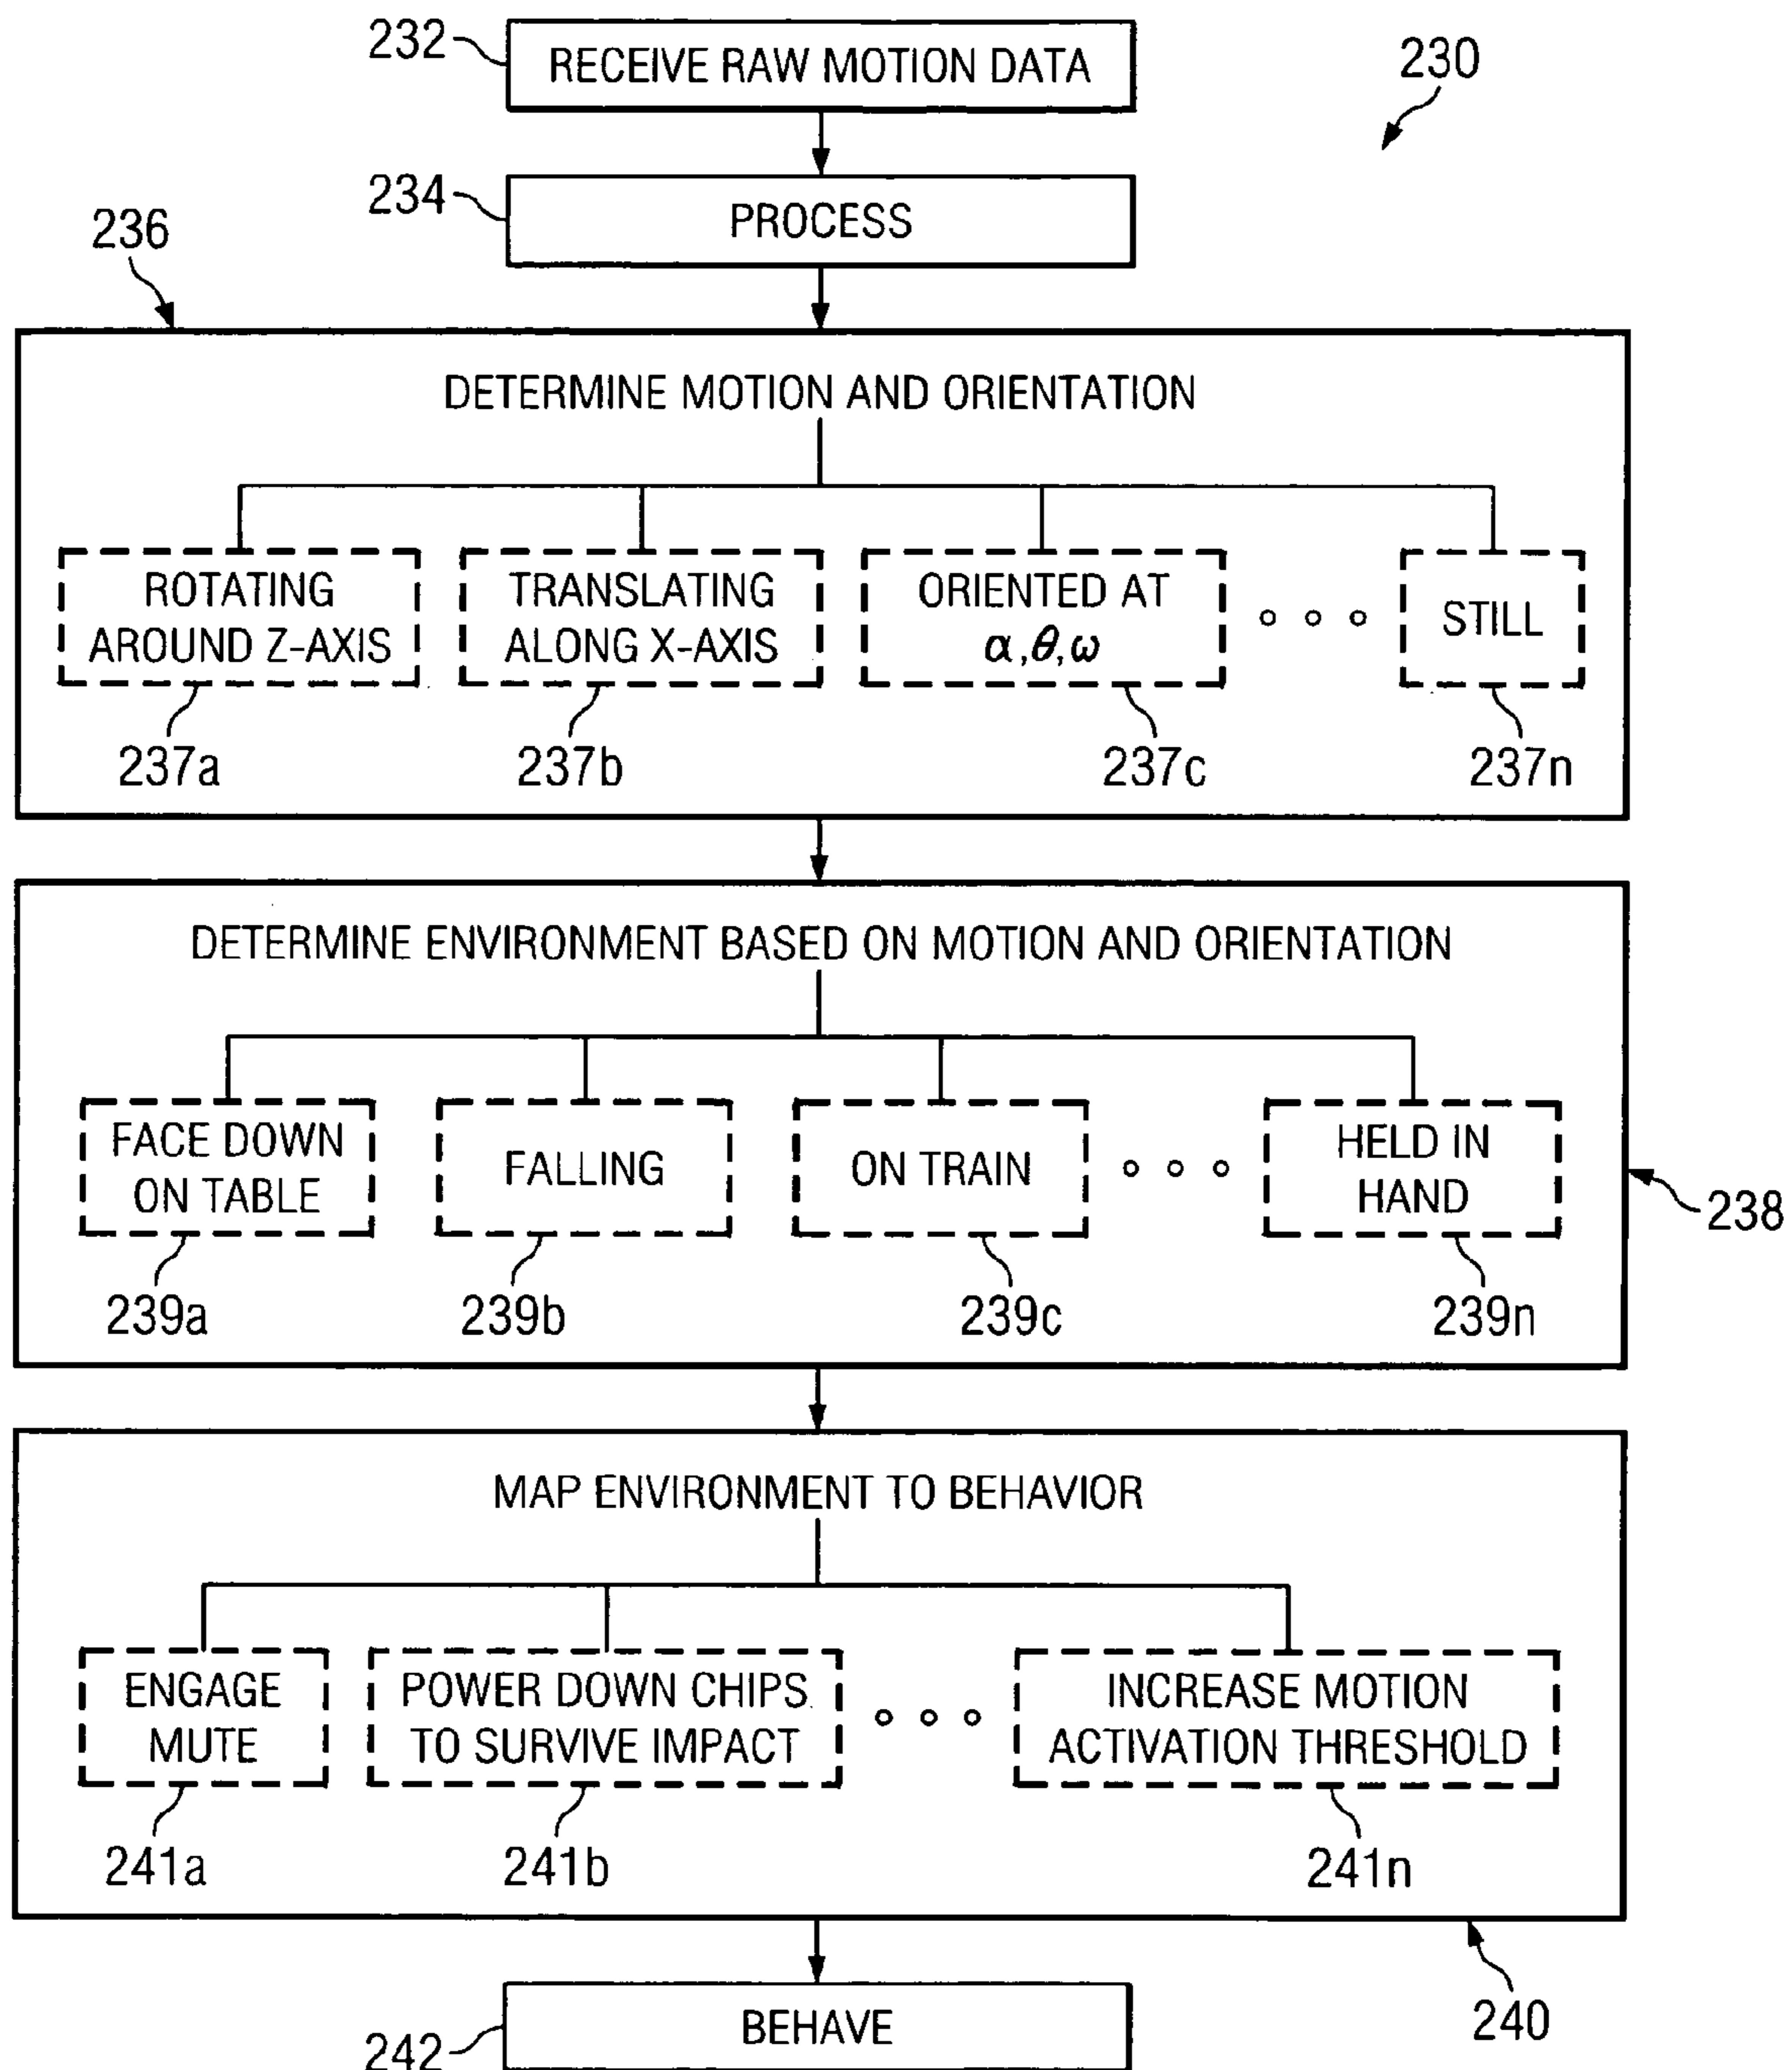 232
RECEIVE RAW MOTION DATA
230
234
PROCESS
236
DETERMINE MOTION AND ORIENTATION
ROTATING
AROUND Z-AXIS
TRANSLATING
ALONG X-AXIS
ORIENTED AT
α,θ,ω
STILL
237a
237b
237c
237n
DETERMINE ENVIRONMENT BASED ON MOTION AND ORIENTATION
FACE DOWN
ON TABLE
FALLING
ON TRAIN
HELD IN
HAND
238
239a
239b
239c
239n
MAP ENVIRONMENT TO BEHAVIOR
ENGAGE
MUTE
POWER DOWN CHIPS
TO SURVIVE IMPACT
INCREASE MOTION
ACTIVATION THRESHOLD
241a
241b
241n
240
242
BEHAVE